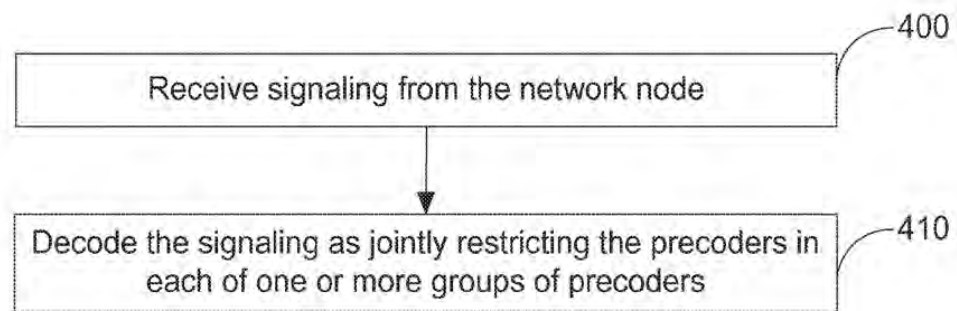 400
Receive signaling from the network node
410
Decode the signaling as jointly restricting the precoders in
each of one or more groups of precoders